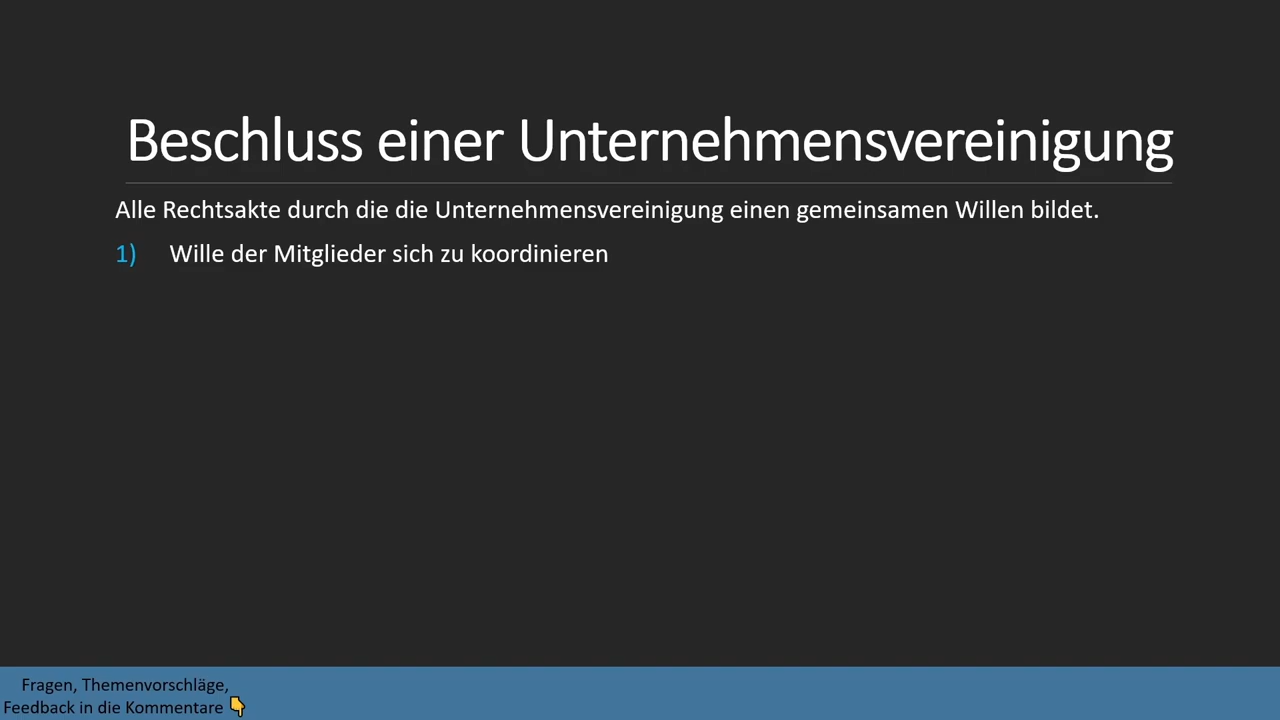 Beschluss einer Unternehmensvereinigung
Alle Rechtsakte durch die die Unternehmensvereinigung einen gemeinsamen Willen bildet.
1) Wille der Mitglieder sich zu koordinieren
Fragen, Themenvorschläge,
Feedback in die Kommentare 👇